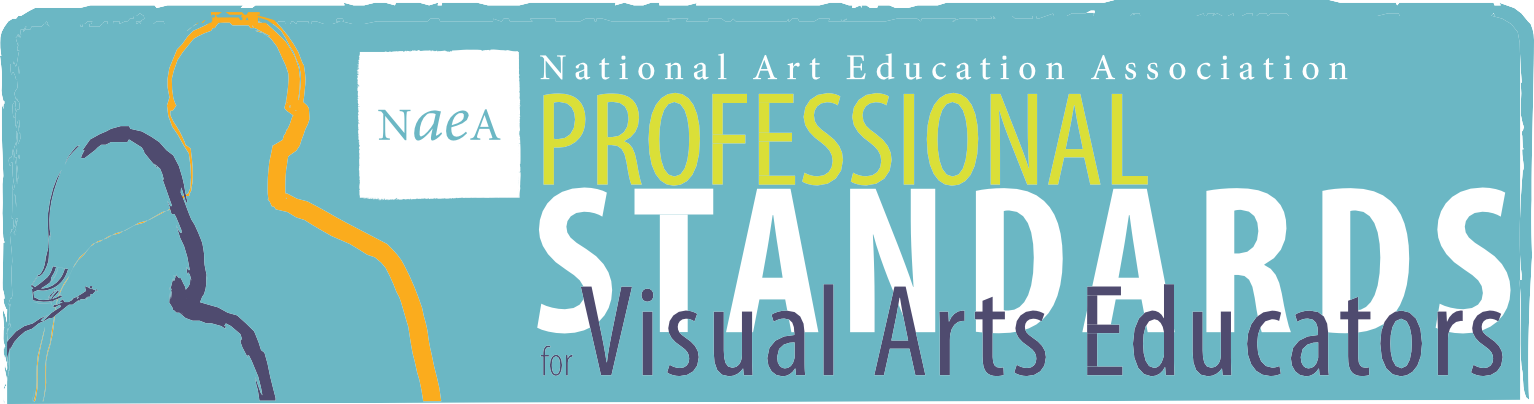 NaeA
National Art Education Association
PROFESSIONAL
STANDARDS
for Visual Arts Educators